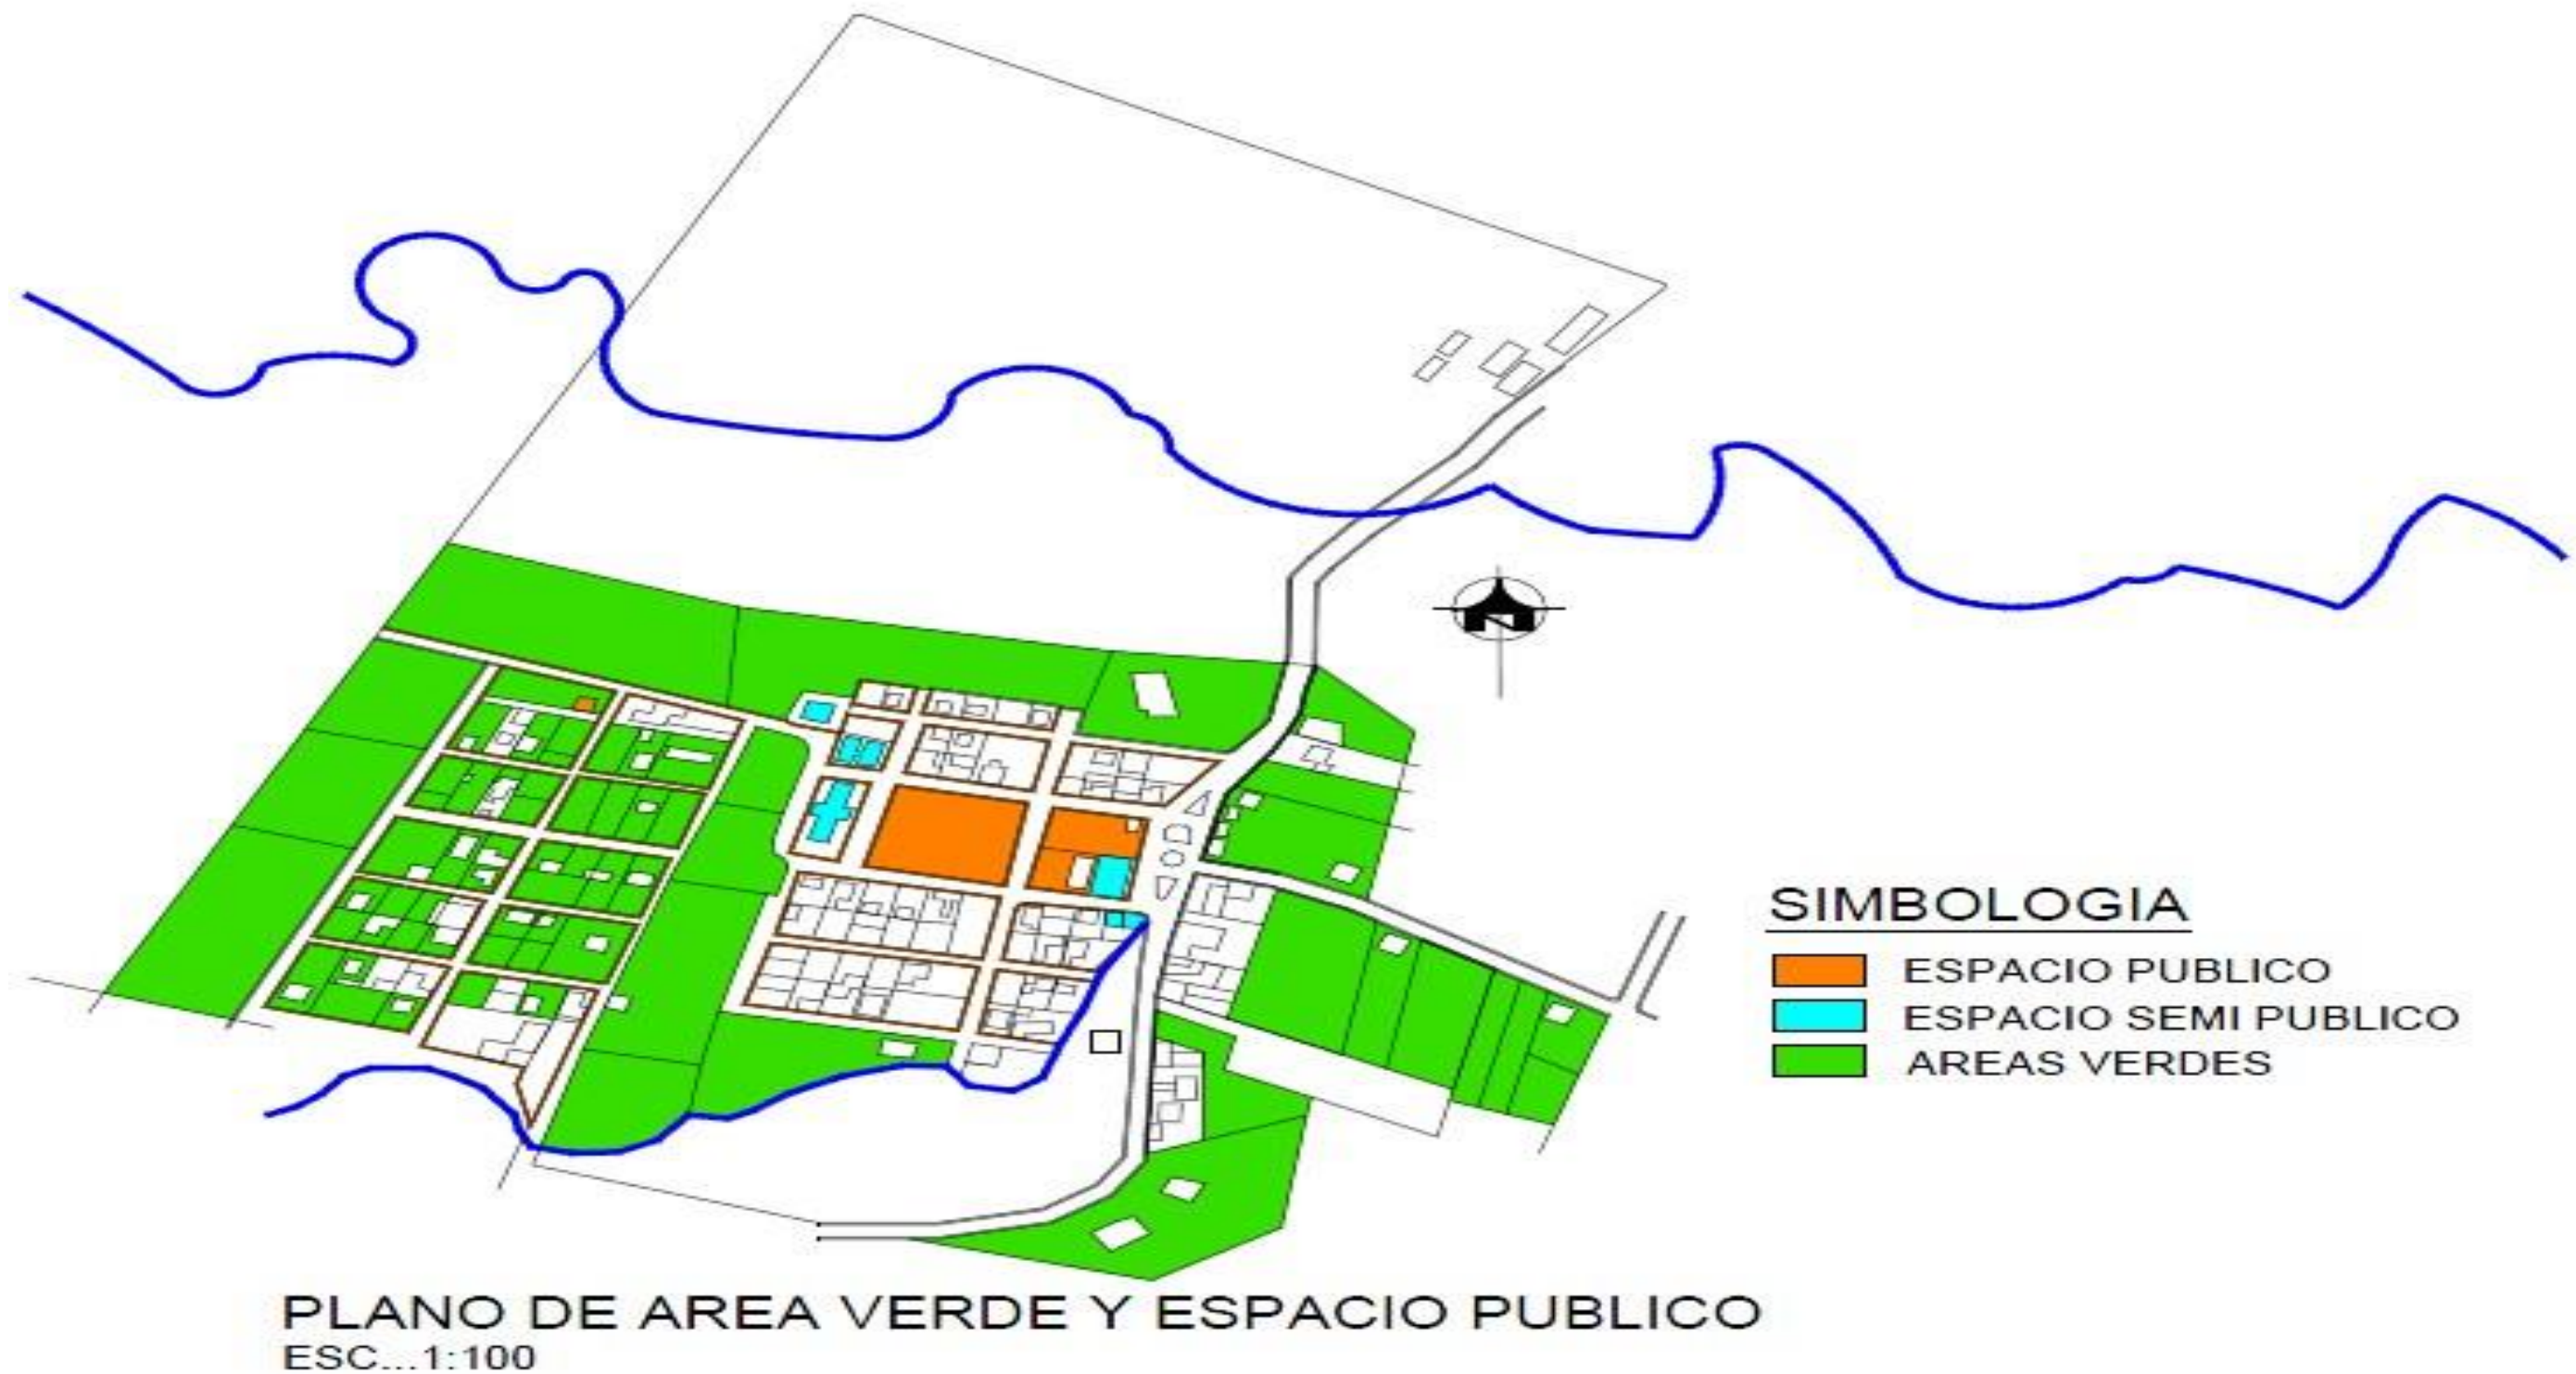 SIMBOLOGIA
ESPACIO PUBLICO
ESPACIO SEMI PUBLICO
AREAS VERDES
PLANO DE AREA VERDE Y ESPACIO PUBLICO
ESC...1:100